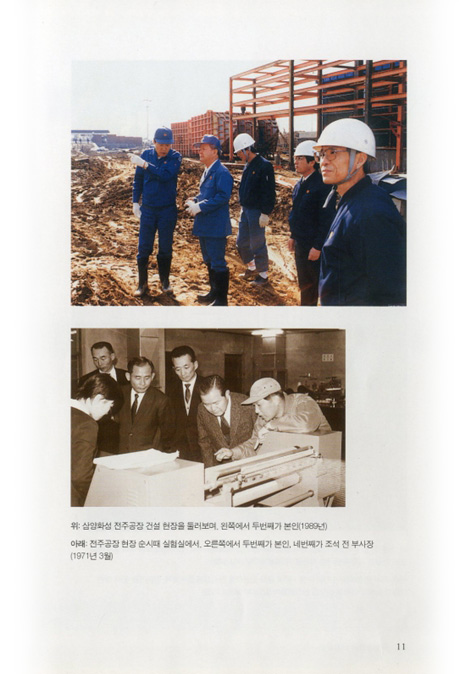 위: 삼양화성 전주공장 건설 현장을 둘러보며, 왼쪽에서 두번째가 본인(1989년)
아래: 전주공장 현장 순시때 실험실에서, 오른쪽에서 두번째가 본인, 네번째가 조석 전 부사장
(1971년 3월)
11